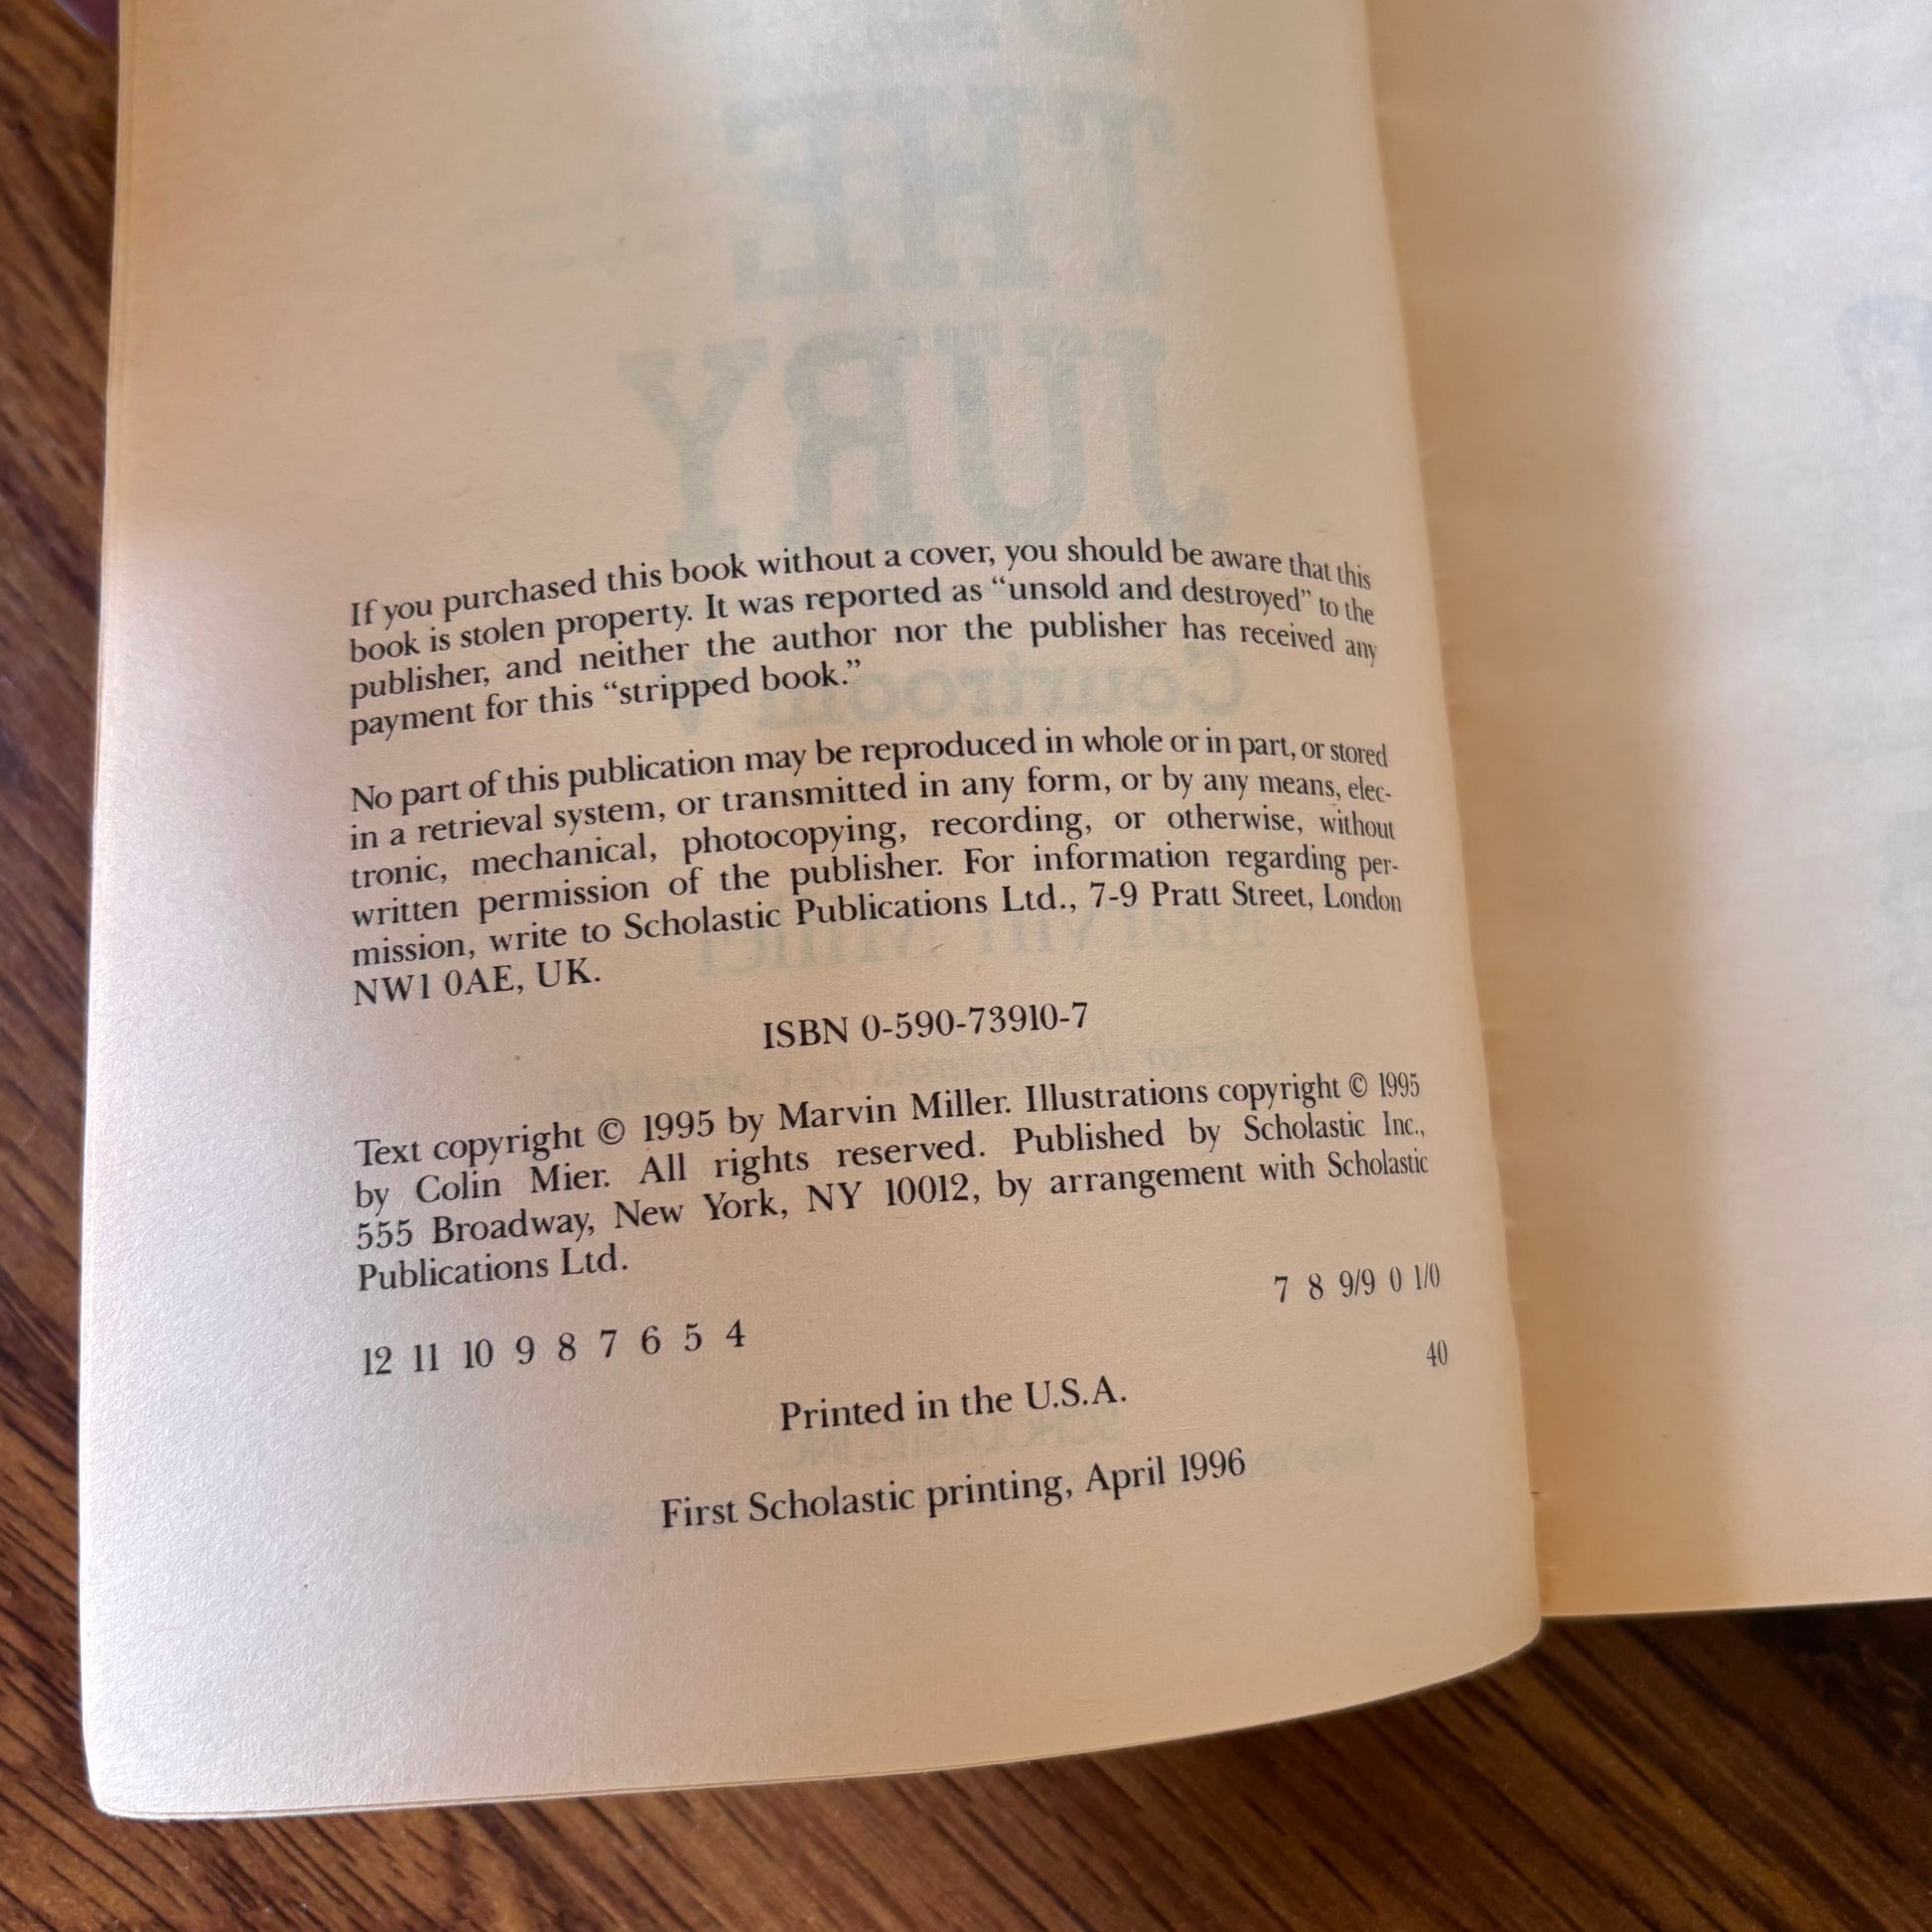 THE
JURY
If you purchased this book without a cover, you should be aware that this
book is stolen property. It was reported as “unsold and destroyed” to the
publisher, and neither the author nor the publisher has received any
payment for this “stripped book.”
No part of this publication may be reproduced in whole or in part, or stored
in a retrieval system, or transmitted in any form, or by any means, elec-
tronic, mechanical, photocopying, recording, or otherwise, without
written permission of the publisher. For information regarding per-
mission, write to Scholastic Publications Ltd., 7-9 Pratt Street, London
NW1 0AE, UK.
ISBN 0-590-73910-7
Text copyright © 1995 by Marvin Miller. Illustrations copyright © 1995
by Colin Mier. All rights reserved. Published by Scholastic Inc.,
555 Broadway, New York, NY 10012, by arrangement with Scholastic
Publications Ltd.
12 11 10 9 8 7 6 5 4 7 8 9/9 0 1/0
40
Printed in the U.S.A.
First Scholastic printing, April 1996